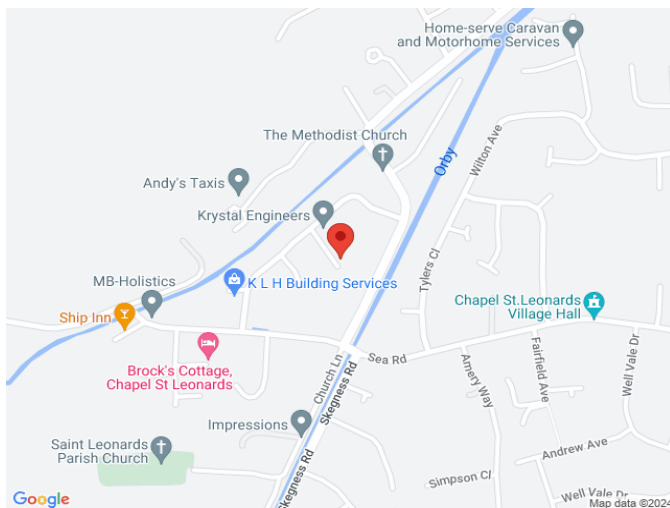 Home-serve Caravan
and Motorhome Services
The Methodist Church
Orby
Wilton Ave
Andy's Taxis
Krystal Engineers
K L H Building Services
MB-Holistics
Ship Inn
Tylers Cl
Chapel St.Leonards
Village Hall
Brock's Cottage,
Chapel St Leonards
Church Ln
Skegness Rd
Sea Rd
Amery Way
Fairfield Ave
Well Vale Dr
Impressions
Saint Leonards
Parish Church
Skegness Rd
Andrew Ave
Simpson Cl
Well Vale Dr
Google
Map data ©2024